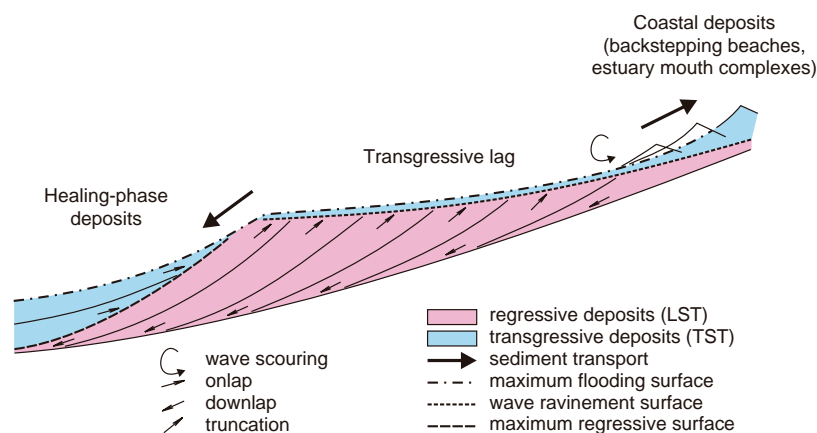 Coastal deposits
(backstepping beaches,
estuary mouth complexes)
Transgressive lag
Healing-phase
deposits
wave scouring
onlap
downlap
truncation
regressive deposits (LST)
transgressive deposits (TST)
sediment transport
maximum flooding surface
wave ravinement surface
maximum regressive surface